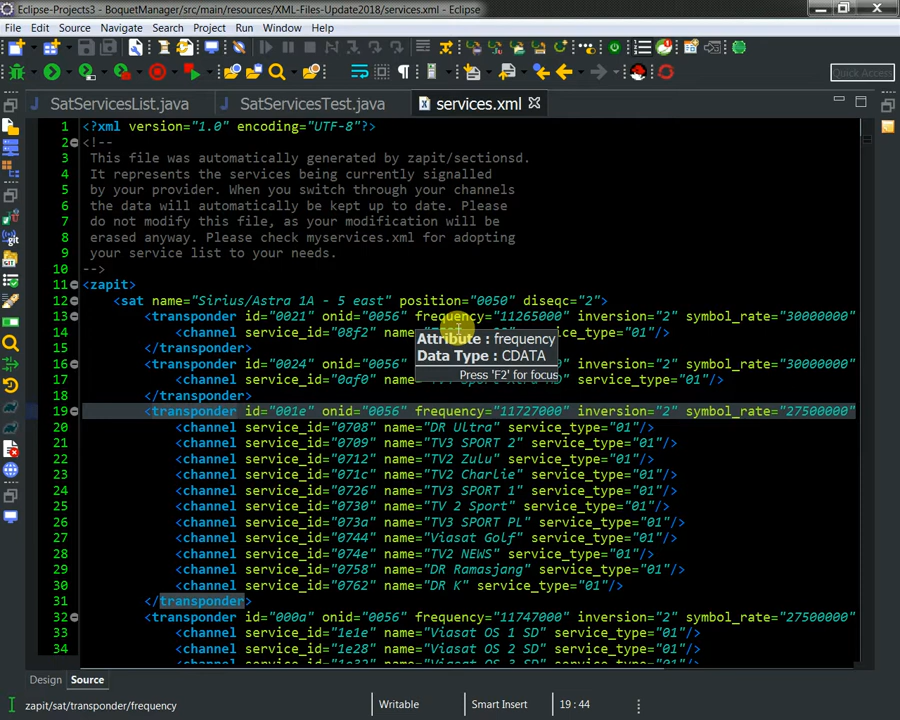 Eclipse-Projects3 - BoquetManager/src/main/resources/XML-Files-Update2018/services.xml - Eclipse
File Edit Source Navigate Search Project Run Window Help
Quick Access
SatServicesList.java SatServicesTest.java services.xml
1 <?xml version="1.0" encoding="UTF-8"?>
2 <!--
3 This file was automatically generated by zapit/sectionsd.
4 It represents the services being currently signalled
5 by your provider. When you switch through your channels
6 the data will automatically be kept up to date. Please
7 do not modify this file, as your modification will be
8 erased anyway. Please check myservices.xml for adopting
9 your service list to your needs.
10 -->
11 <zapit>
12 <sat name="Sirius/Astra 1A - 5 east" position="0050" diseqc="2">
13 <transponder id="0021" onid="0056" frequency="11265000" inversion="2" symbol_rate="30000000"
14 <channel service_id="08f2" name= service_type="01"/>
15 </transponder>
16 <transponder id="0024" onid="0056" inversion="2" symbol_rate="30000000"
17 <channel service_id="0af0" name= service_type="01"/>
18 </transponder>
Attribute : frequency
Data Type : CDATA
Press 'F2' for focus
19 <transponder id="001e" onid="0056" frequency="11727000" inversion="2" symbol_rate="27500000"
20 <channel service_id="0708" name="DR Ultra" service_type="01"/>
21 <channel service_id="0709" name="TV3 SPORT 2" service_type="01"/>
22 <channel service_id="0712" name="TV2 Zulu" service_type="01"/>
23 <channel service_id="071c" name="TV2 Charlie" service_type="01"/>
24 <channel service_id="0726" name="TV3 SPORT 1" service_type="01"/>
25 <channel service_id="0730" name="TV 2 Sport" service_type="01"/>
26 <channel service_id="073a" name="TV3 SPORT PL" service_type="01"/>
27 <channel service_id="0744" name="Viasat Golf" service_type="01"/>
28 <channel service_id="074e" name="TV2 NEWS" service_type="01"/>
29 <channel service_id="0758" name="DR Ramasjang" service_type="01"/>
30 <channel service_id="0762" name="DR K" service_type="01"/>
31 </transponder>
32 <transponder id="000a" onid="0056" frequency="11747000" inversion="2" symbol_rate="27500000"
33 <channel service_id="1e1e" name="Viasat OS 1 SD" service_type="01"/>
34 <channel service_id="1e28" name="Viasat OS 2 SD" service_type="01"/>
Design Source
zapit/sat/transponder/frequency Writable Smart Insert 19 : 44